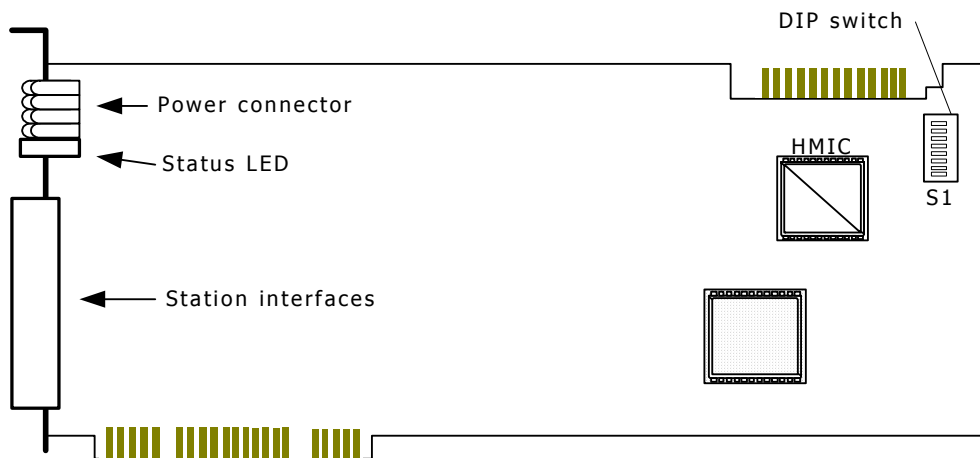 DIP switch
Power connector
HMIC
Status LED
S1
Station interfaces